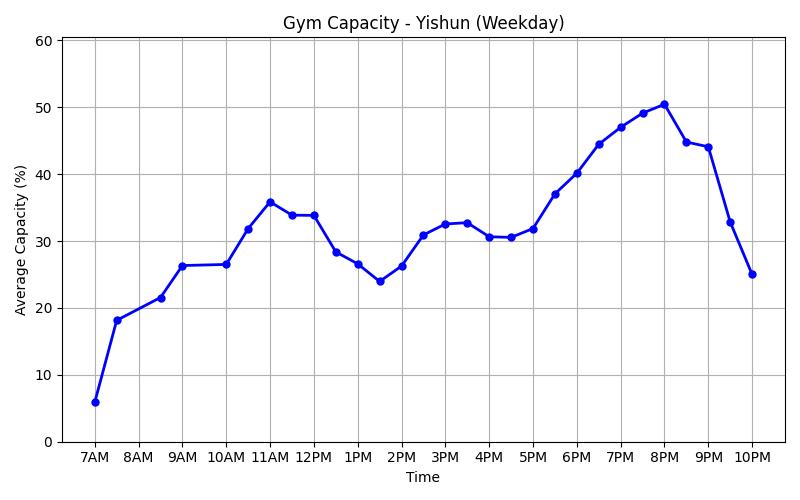 Gym Capacity - Yishun (Weekday)
60
50
40
30
20
10
0
Average Capacity (%)
7AM 8AM 9AM 10AM 11AM 12PM 1PM 2PM 3PM 4PM 5PM 6PM 7PM 8PM 9PM 10PM
Time